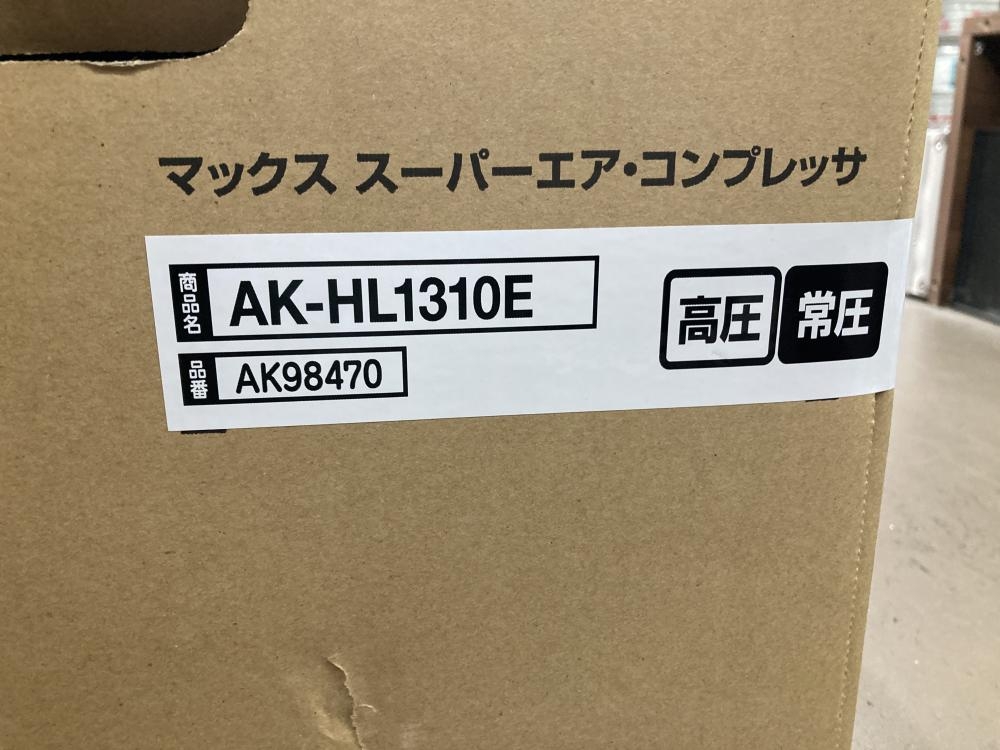 マックス スーパーエア・コンプレッサ
商品名 AK-HL1310E
高圧 常圧
品番 AK98470